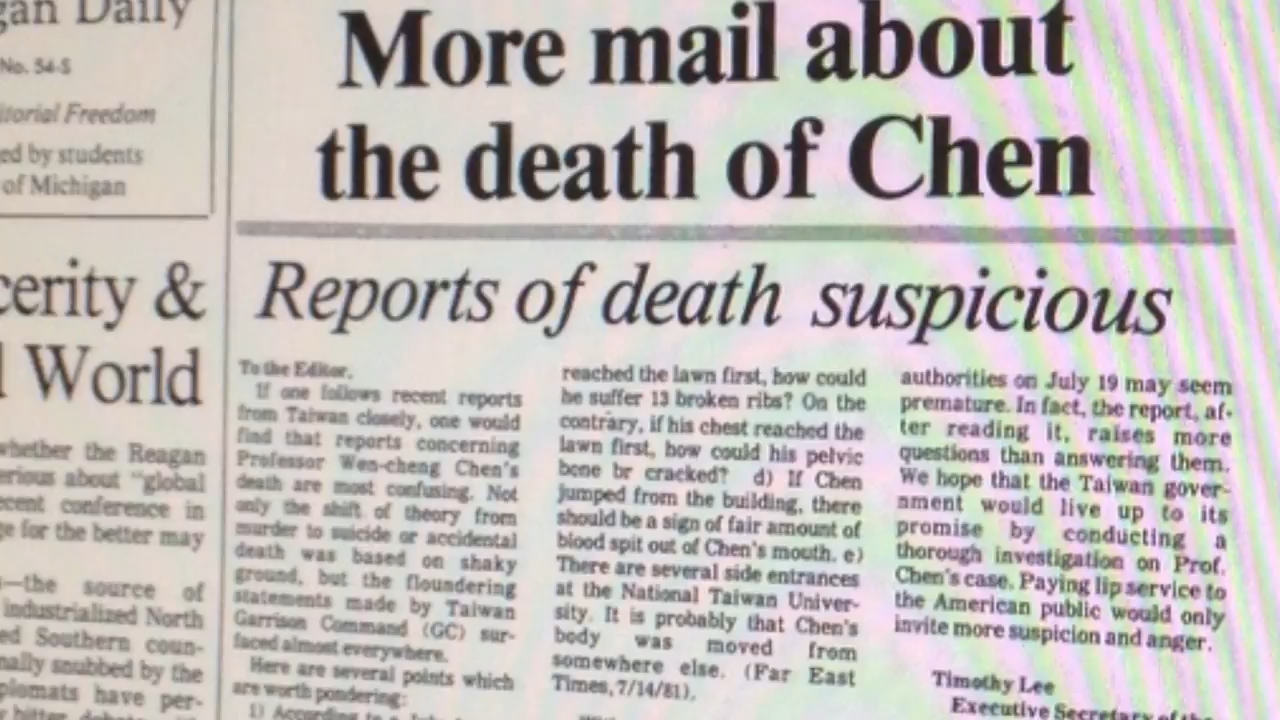 gan Daily
No. 54-S
itorial Freedom
ed by students
of Michigan
cerity &
World
whether the Reagan
erious about "global
ecent conference in
ge for the better may
—the source of
industrialized North
ed Southern coun-
nally snubbed by the
plomats have per-
bitter
More mail about
the death of Chen
Reports of death suspicious
To the Editor,
If one follows recent reports
from Taiwan closely, one would
find that reports concerning
Professor Wen-cheng Chen's
death are most confusing. Not
only the shift of theory from
murder to suicide or accidental
death was based on shaky
ground, but the floundering
statements made by Taiwan
Garrison Command (GC) sur-
faced almost everywhere.
Here are several points which
are worth pondering:
1) According to a
reached the lawn first, how could
he suffer 13 broken ribs? On the
contrary, if his chest reached the
lawn first, how could his pelvic
bone br cracked? d) If Chen
jumped from the building, there
should be a sign of fair amount of
blood spit out of Chen's mouth. e)
There are several side entrances
at the National Taiwan Univer-
sity. It is probably that Chen's
body was moved from
somewhere else. (Far East
Times, 7/14/81).
authorities on July 19 may seem
premature. In fact, the report, af-
ter reading it, raises more
questions than answering them.
We hope that the Taiwan gover-
nment would live up to its
promise by conducting a
thorough investigation on Prof.
Chen's case. Paying lip service to
the American public would only
invite more suspicion and anger.
Timothy Lee
Executive Secretary of the